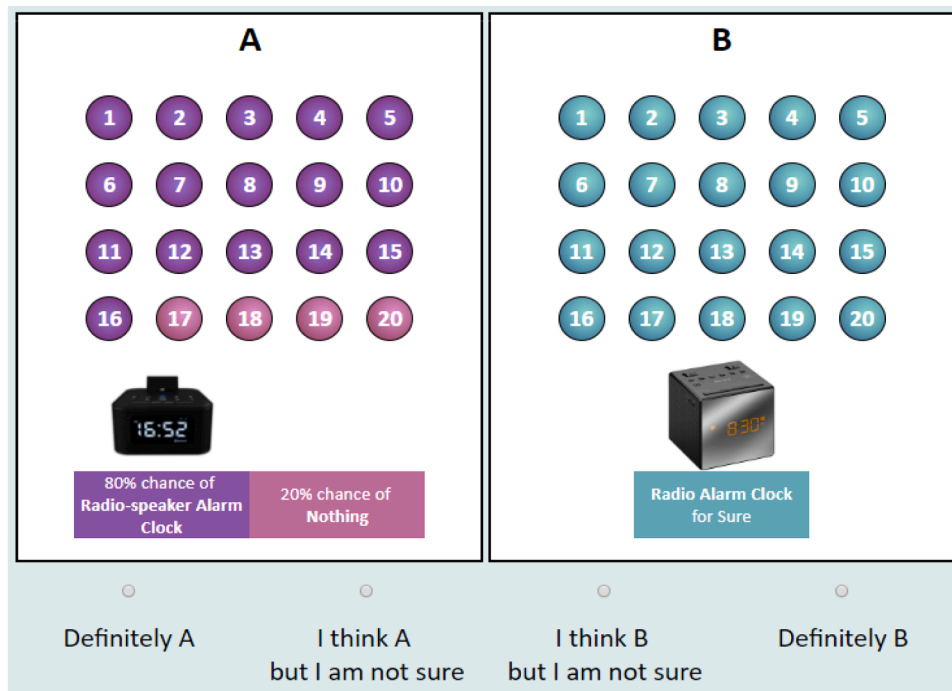 A
1 2 3 4 5
6 7 8 9 10
11 12 13 14 15
16 17 18 19 20
16:52
80% chance of
Radio-speaker Alarm
Clock
20% chance of
Nothing
B
1 2 3 4 5
6 7 8 9 10
11 12 13 14 15
16 17 18 19 20
8:30
Radio Alarm Clock
for Sure
Definitely A
I think A
but I am not sure
I think B
but I am not sure
Definitely B